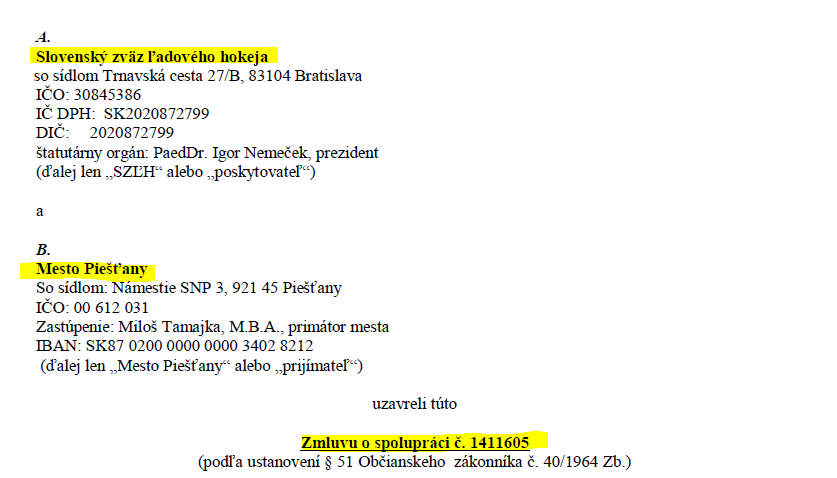 A.
Slovenský zväz ľadového hokeja
so sídlom Trnavská cesta 27/B, 83104 Bratislava
IČO: 30845386
IČ DPH: SK2020872799
DIČ: 2020872799
štatutárny orgán: PaedDr. Igor Nemeček, prezident
(ďalej len „SZĽH“ alebo „poskytovateľ“)
a
B.
Mesto Piešťany
So sídlom: Námestie SNP 3, 921 45 Piešťany
IČO: 00 612 031
Zastúpenie: Miloš Tamajka, M.B.A., primátor mesta
IBAN: SK87 0200 0000 0000 3402 8212
(ďalej len „Mesto Piešťany“ alebo „prijímateľ“)
uzavreli túto
Zmluvu o spolupráci č. 1411605
(podľa ustanovení § 51 Občianskeho zákonníka č. 40/1964 Zb.)